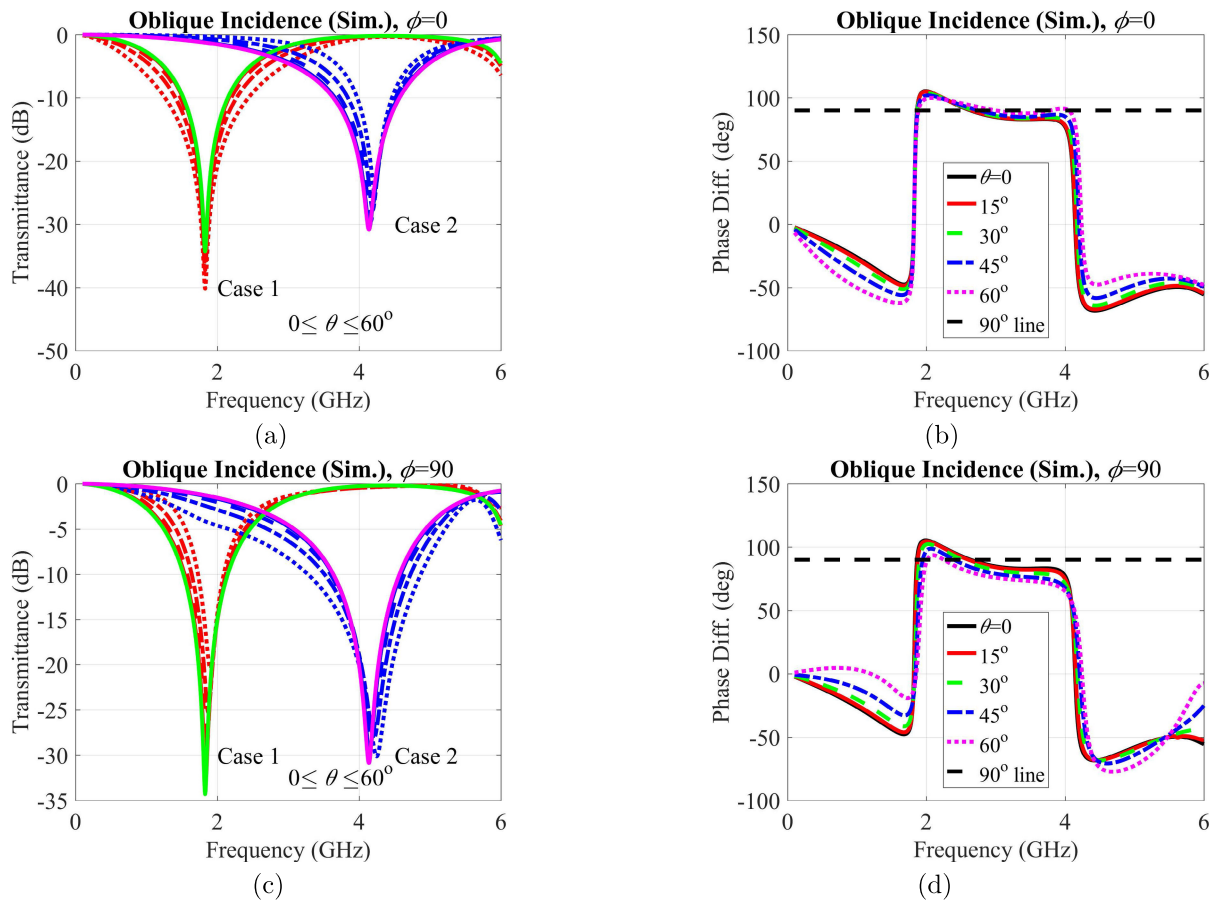 Oblique Incidence (Sim.), ϕ=0
0
-10
-20
-30
-40
-50
Transmittance (dB)
Case 1
Case 2
0≤ θ ≤60°
0 2 4 6
Frequency (GHz)
(a)
Oblique Incidence (Sim.), ϕ=0
150
100
50
0
-50
-100
Phase Diff. (deg)
θ=0
15°
30°
45°
60°
90° line
0 2 4 6
Frequency (GHz)
(b)
Oblique Incidence (Sim.), ϕ=90
0
-5
-10
-15
-20
-25
-30
-35
Transmittance (dB)
Case 1
Case 2
0≤ θ ≤60°
0 2 4 6
Frequency (GHz)
(c)
Oblique Incidence (Sim.), ϕ=90
150
100
50
0
-50
-100
Phase Diff. (deg)
θ=0
15°
30°
45°
60°
90° line
0 2 4 6
Frequency (GHz)
(d)